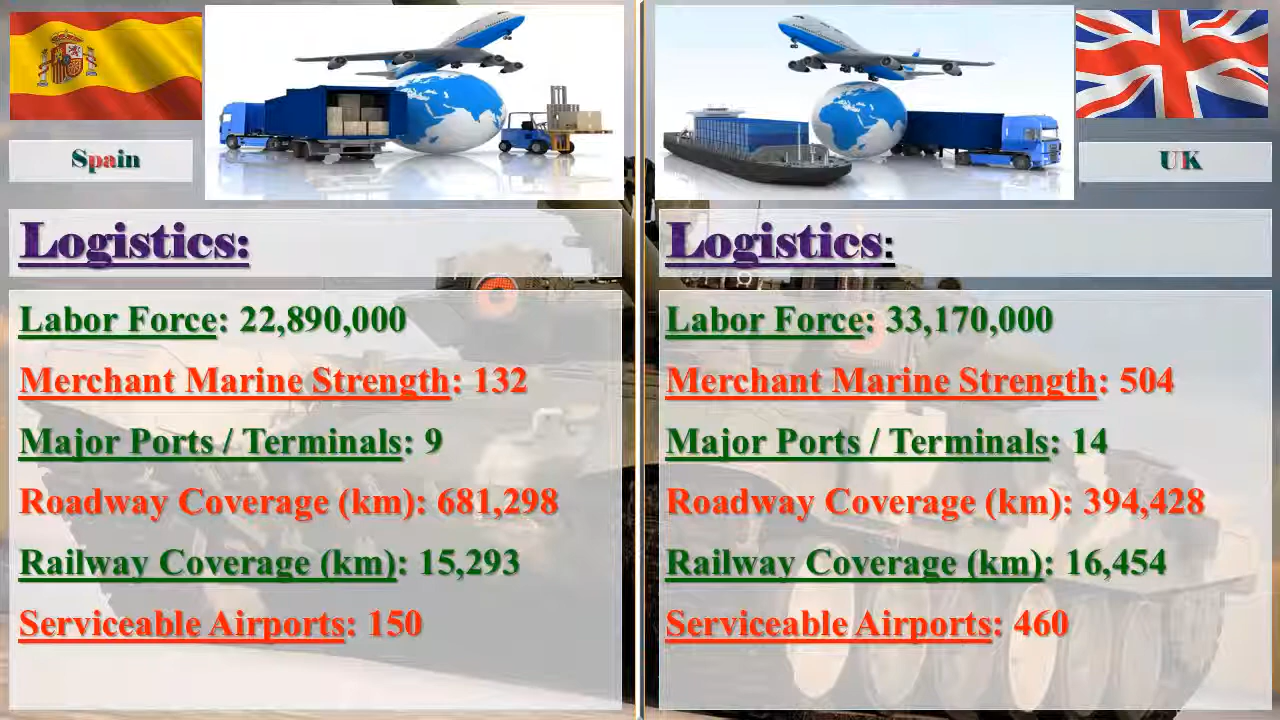 Spain
UK
Logistics:
Labor Force: 22,890,000
Merchant Marine Strength: 132
Major Ports / Terminals: 9
Roadway Coverage (km): 681,298
Railway Coverage (km): 15,293
Serviceable Airports: 150
Logistics:
Labor Force: 33,170,000
Merchant Marine Strength: 504
Major Ports / Terminals: 14
Roadway Coverage (km): 394,428
Railway Coverage (km): 16,454
Serviceable Airports: 460